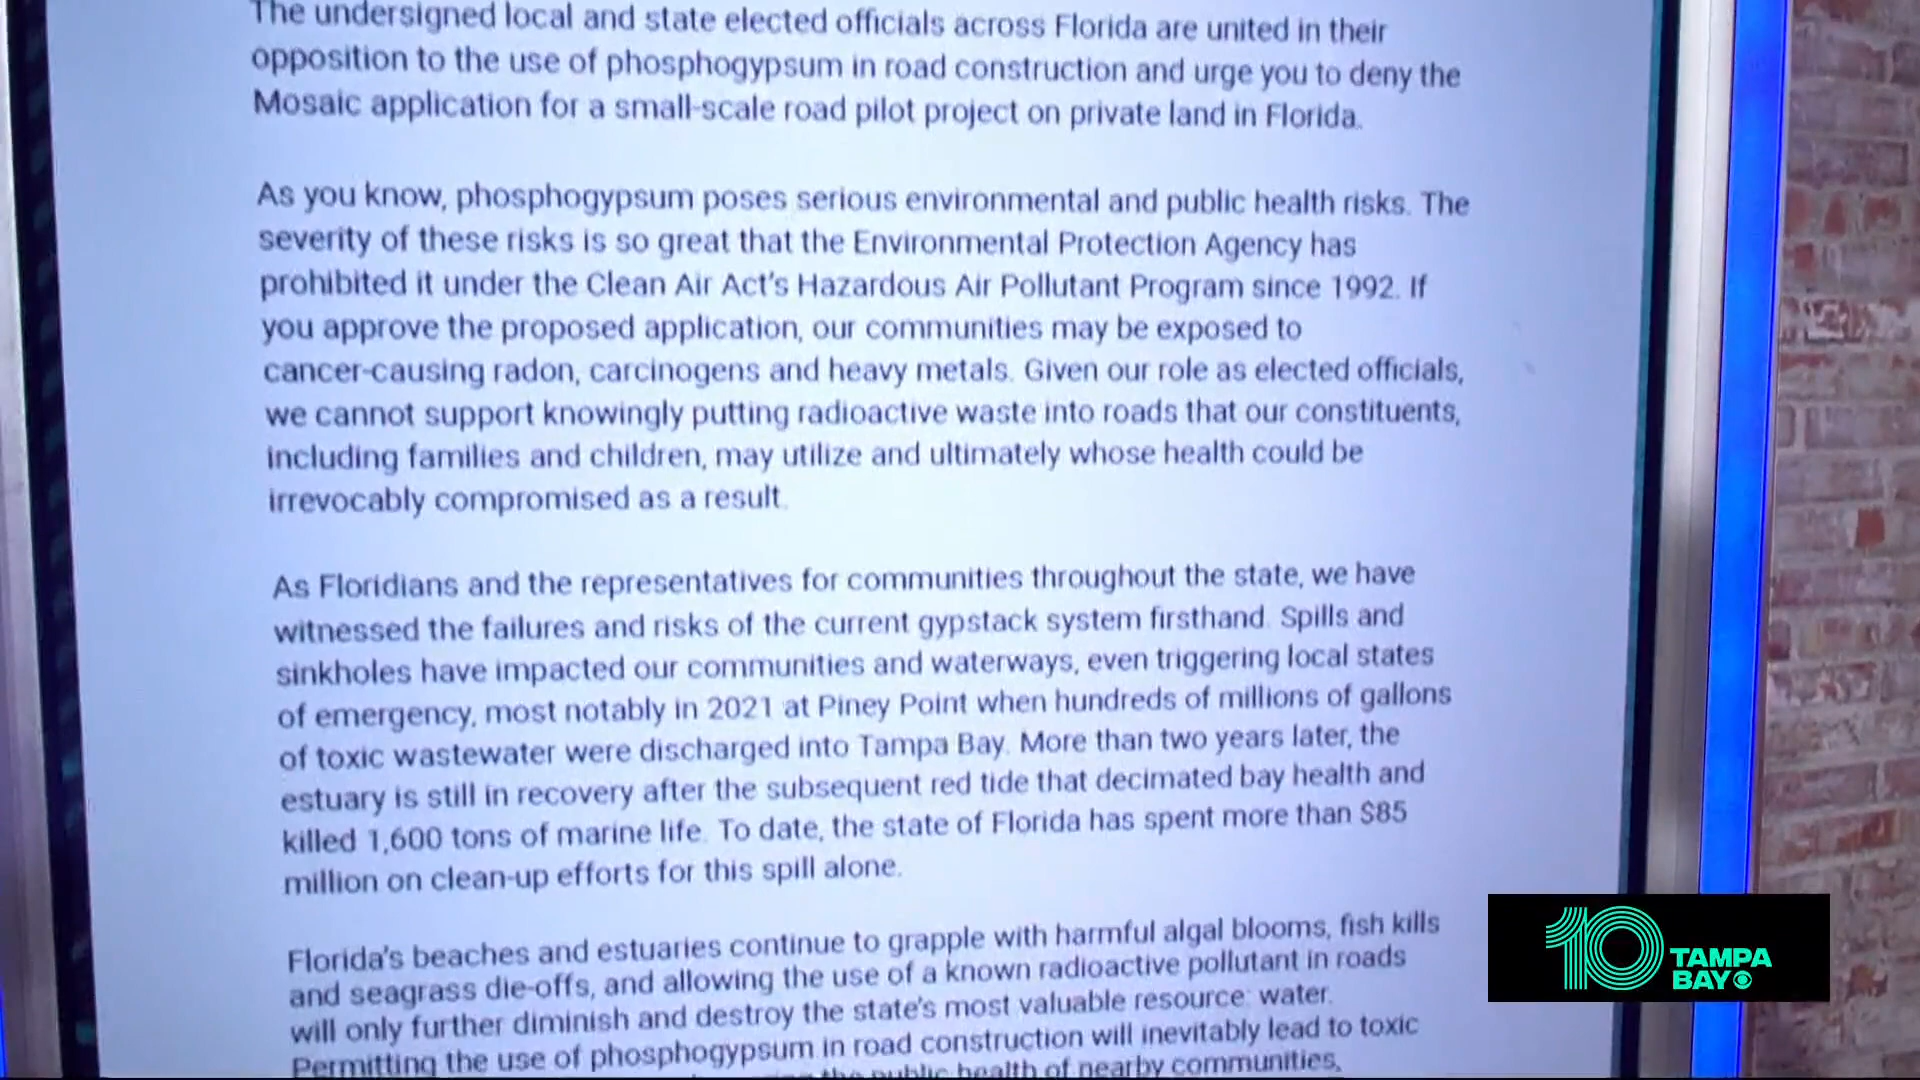 The undersigned local and state elected officials across Florida are united in their
opposition to the use of phosphogypsum in road construction and urge you to deny the
Mosaic application for a small-scale road pilot project on private land in Florida.
As you know, phosphogypsum poses serious environmental and public health risks. The
severity of these risks is so great that the Environmental Protection Agency has
prohibited it under the Clean Air Act's Hazardous Air Pollutant Program since 1992. If
you approve the proposed application, our communities may be exposed to
cancer-causing radon, carcinogens and heavy metals. Given our role as elected officials,
we cannot support knowingly putting radioactive waste into roads that our constituents,
including families and children, may utilize and ultimately whose health could be
irrevocably compromised as a result.
As Floridians and the representatives for communities throughout the state, we have
witnessed the failures and risks of the current gypstack system firsthand. Spills and
sinkholes have impacted our communities and waterways, even triggering local states
of emergency, most notably in 2021 at Piney Point when hundreds of millions of gallons
of toxic wastewater were discharged into Tampa Bay. More than two years later, the
estuary is still in recovery after the subsequent red tide that decimated bay health and
killed 1,600 tons of marine life. To date, the state of Florida has spent more than $85
million on clean-up efforts for this spill alone.
Florida's beaches and estuaries continue to grapple with harmful algal blooms, fish kills
and seagrass die-offs, and allowing the use of a known radioactive pollutant in roads
will only further diminish and destroy the state's most valuable resource: water.
Permitting the use of phosphogypsum in road construction will inevitably lead to toxic
the public health of nearby communities,
10 TAMPA
BAY